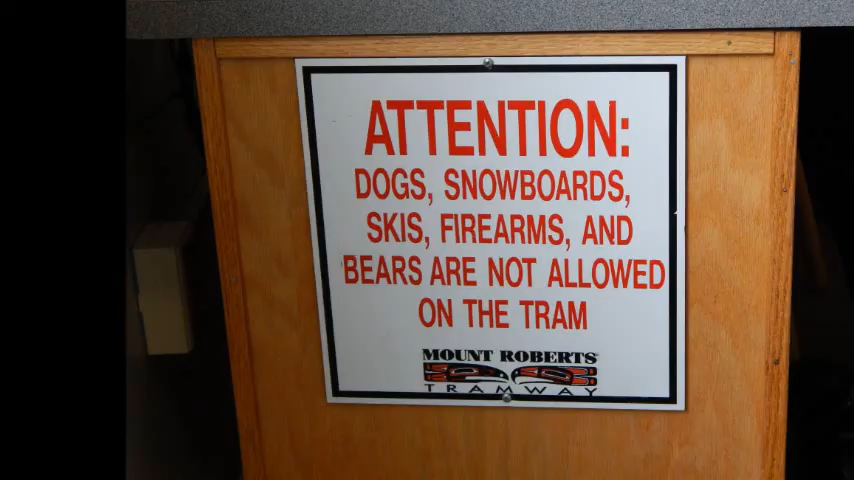 ATTENTION:
DOGS, SNOWBOARDS,
SKIS, FIREARMS, AND
BEARS ARE NOT ALLOWED
ON THE TRAM
MOUNT ROBERTS
TRAMWAY